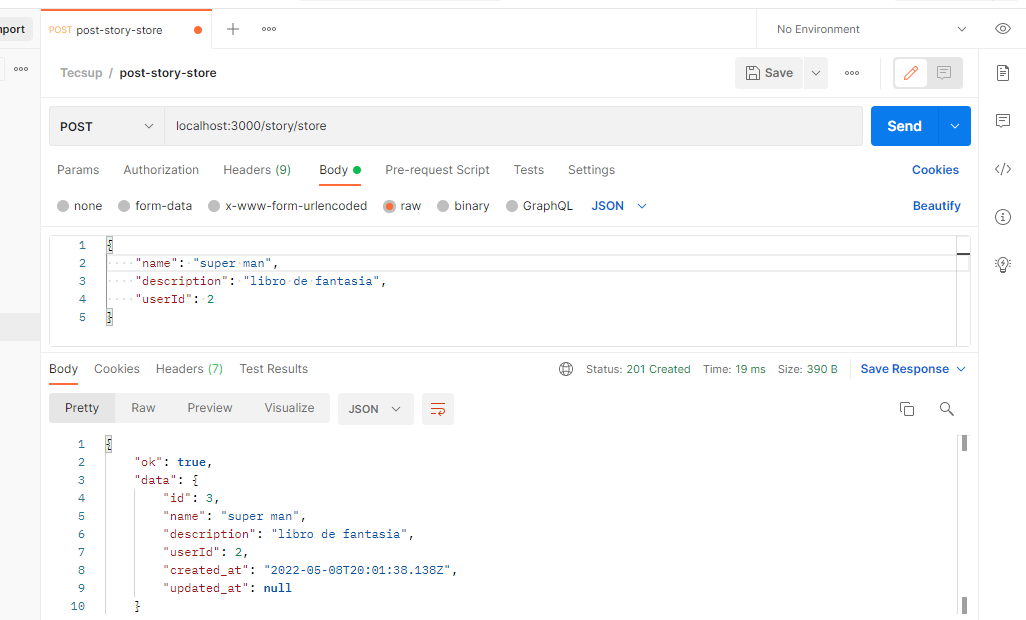 mport
POST post-story-store
No Environment
Tecsup / post-story-store
Save
POST localhost:3000/story/store Send
Params Authorization Headers (9) Body Pre-request Script Tests Settings Cookies
none form-data x-www-form-urlencoded raw binary GraphQL JSON Beautify
1 {
2 "name": "super man",
3 "description": "libro de fantasia",
4 "userId": 2
5 }
Body Cookies Headers (7) Test Results Status: 201 Created Time: 19 ms Size: 390 B Save Response
Pretty Raw Preview Visualize JSON
1 {
2 "ok": true,
3 "data": {
4 "id": 3,
5 "name": "super man",
6 "description": "libro de fantasia",
7 "userId": 2,
8 "created_at": "2022-05-08T20:01:38.138Z",
9 "updated_at": null
10 }